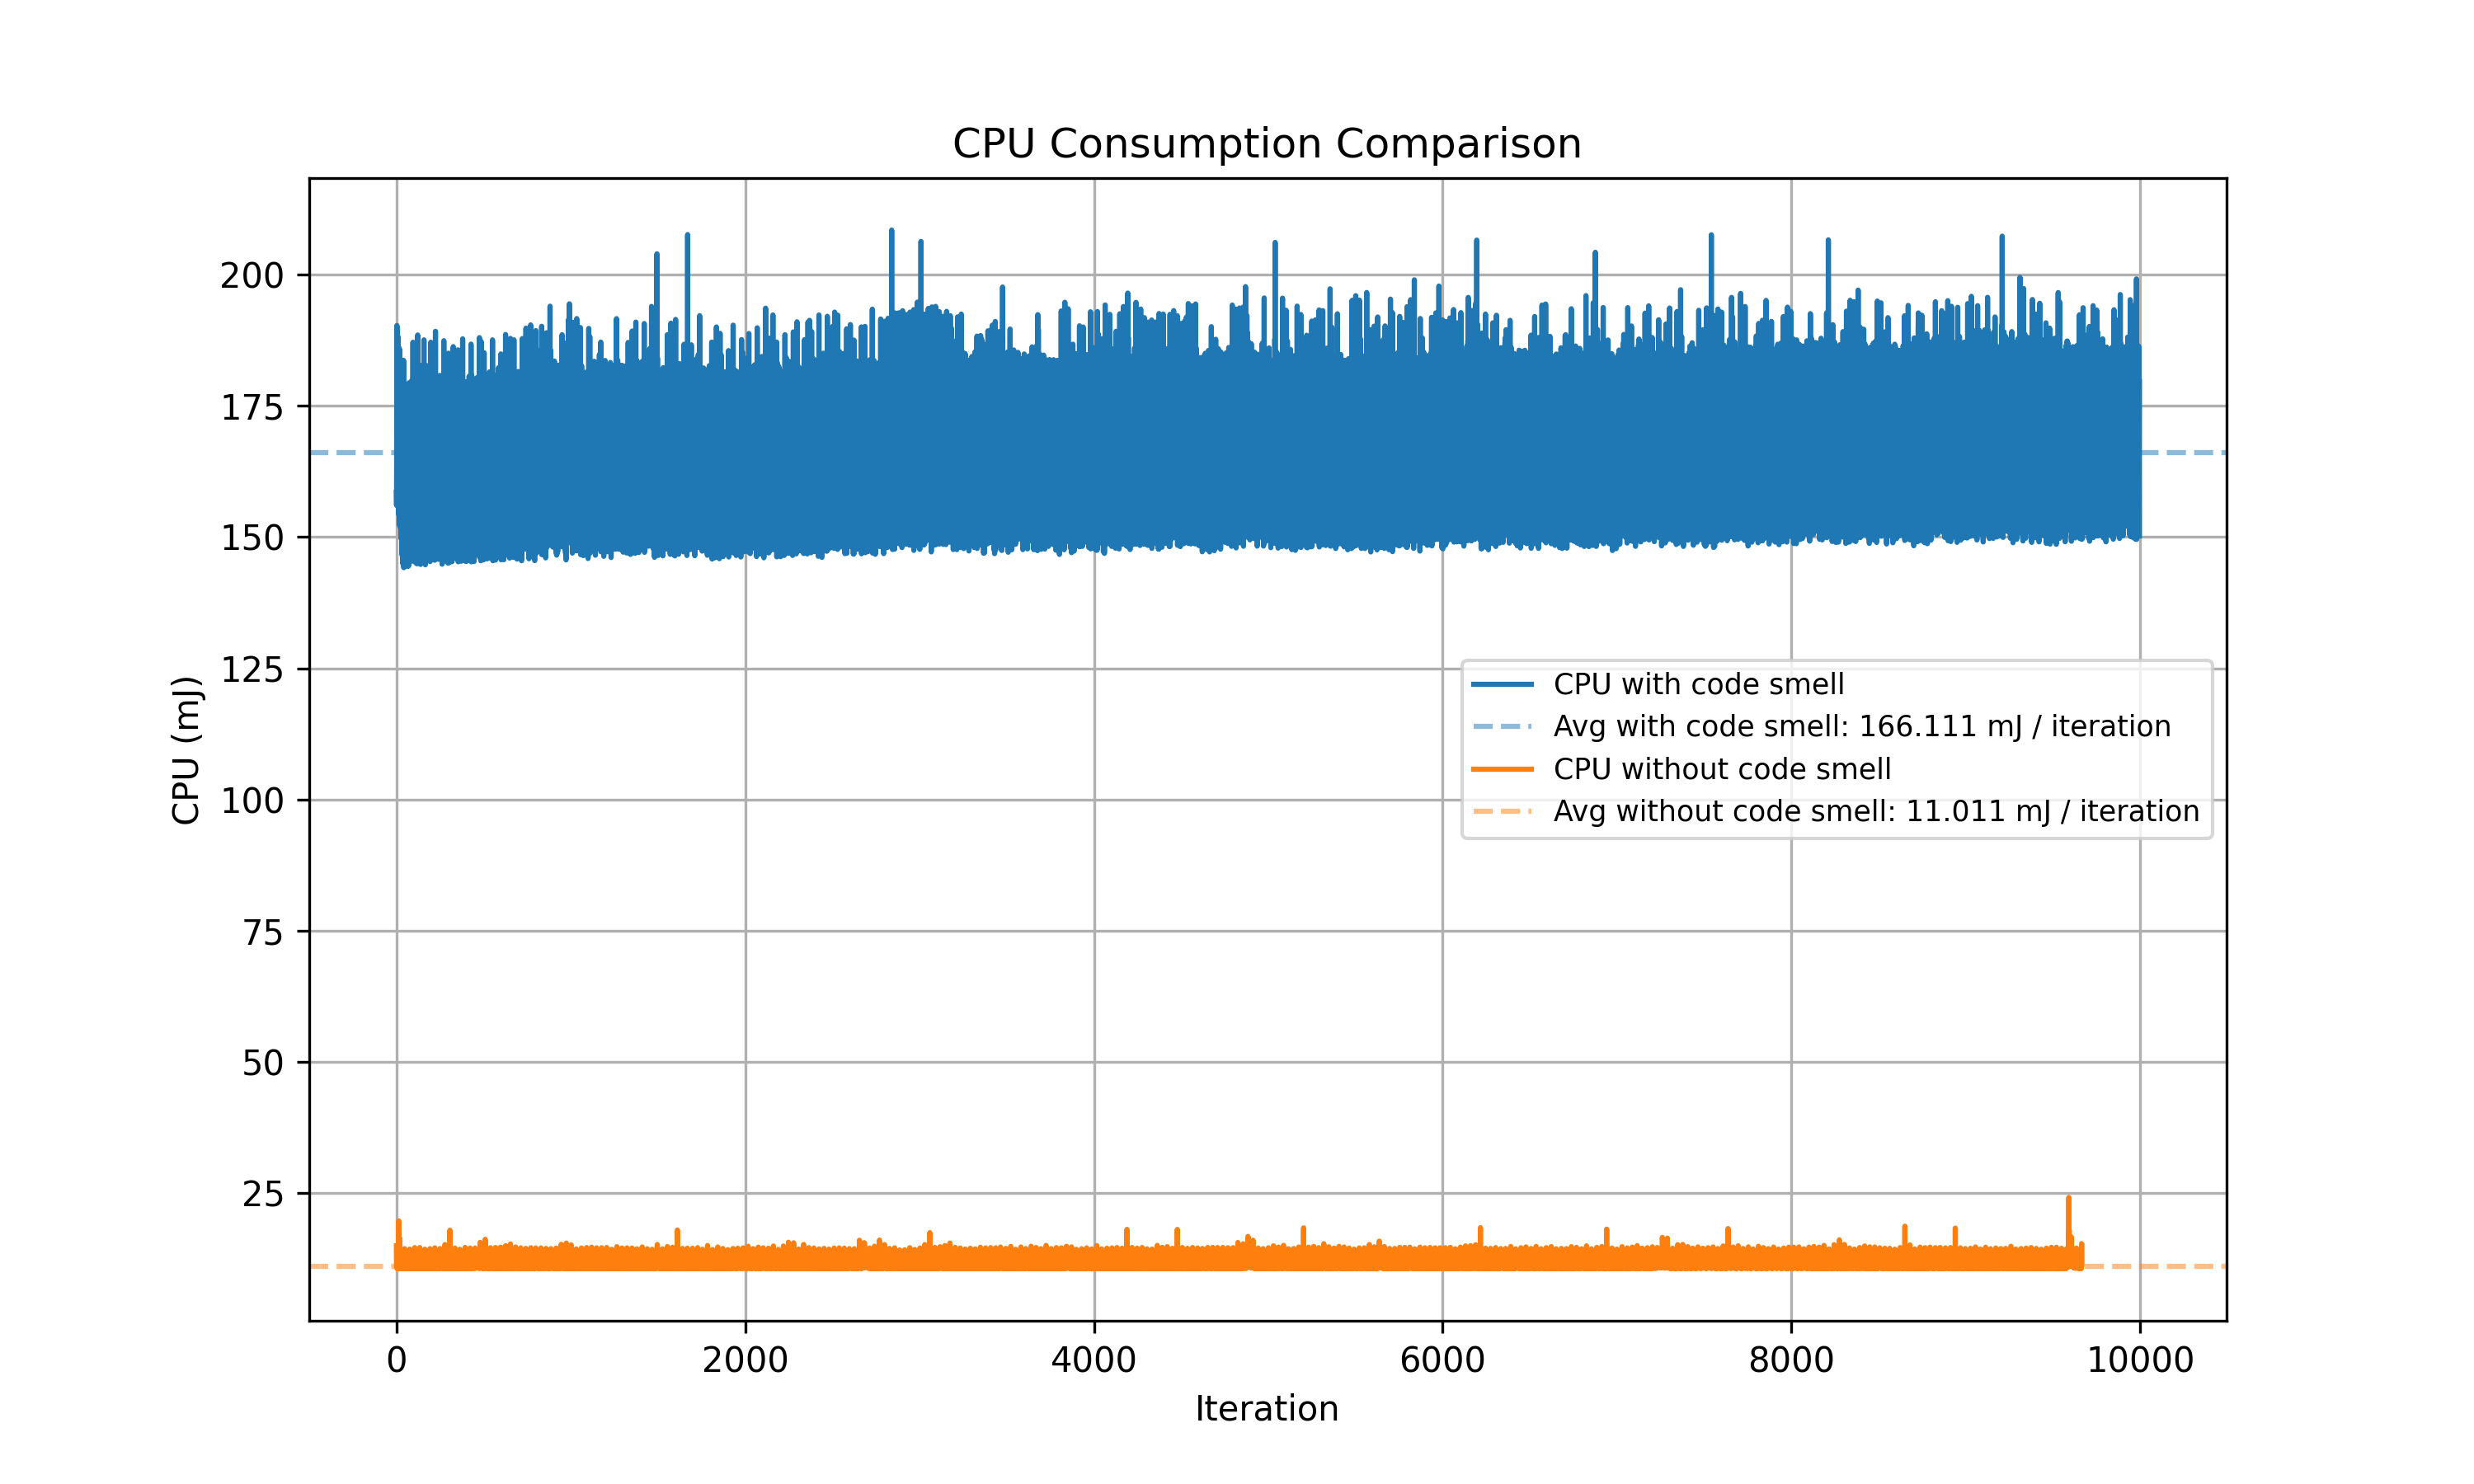 CPU Consumption Comparison
200
175
150
125
100
75
50
25
CPU (mJ)
CPU with code smell
Avg with code smell: 166.111 mJ / iteration
CPU without code smell
Avg without code smell: 11.011 mJ / iteration
0 2000 4000 6000 8000 10000
Iteration